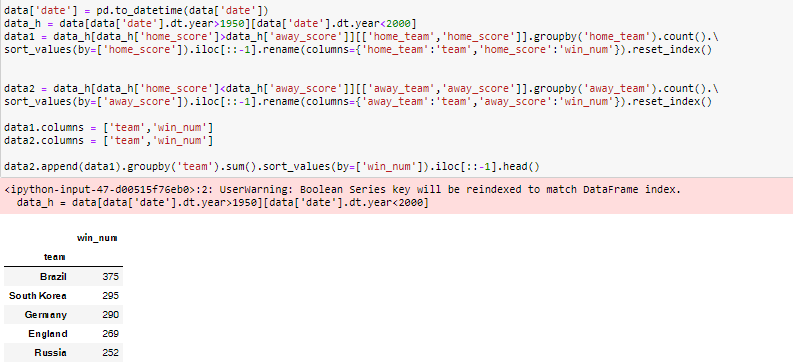 data['date'] = pd.to_datetime(data['date'])
data_h = data[data['date'].dt.year>1950][data['date'].dt.year<2000]
data1 = data_h[data_h['home_score']>data_h['away_score']][['home_team','home_score']].groupby('home_team').count().\
sort_values(by=['home_score']).iloc[::-1].rename(columns={'home_team':'team','home_score':'win_num'}).reset_index()
data2 = data_h[data_h['home_score']<data_h['away_score']][['away_team','away_score']].groupby('away_team').count().\
sort_values(by=['away_score']).iloc[::-1].rename(columns={'away_team':'team','away_score':'win_num'}).reset_index()
data1.columns = ['team','win_num']
data2.columns = ['team','win_num']
data2.append(data1).groupby('team').sum().sort_values(by=['win_num']).iloc[::-1].head()
<ipython-input-47-d00515f76eb0>:2: UserWarning: Boolean Series key will be reindexed to match DataFrame index.
data_h = data[data['date'].dt.year>1950][data['date'].dt.year<2000]
win_num
team
Brazil 375
South Korea 295
Germany 290
England 269
Russia 252